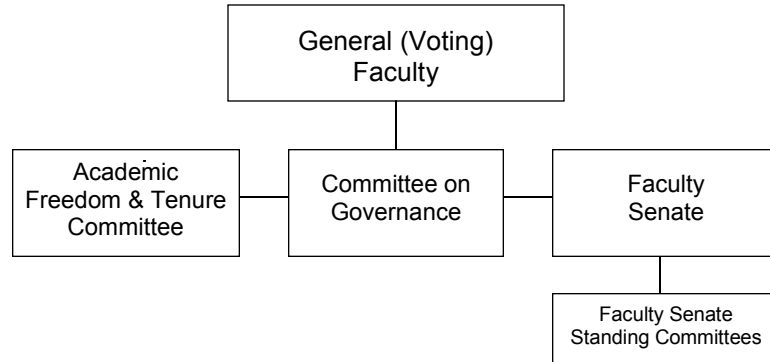 General (Voting)
Faculty
Academic
Freedom & Tenure
Committee
Committee on
Governance
Faculty
Senate
Faculty Senate
Standing Committees